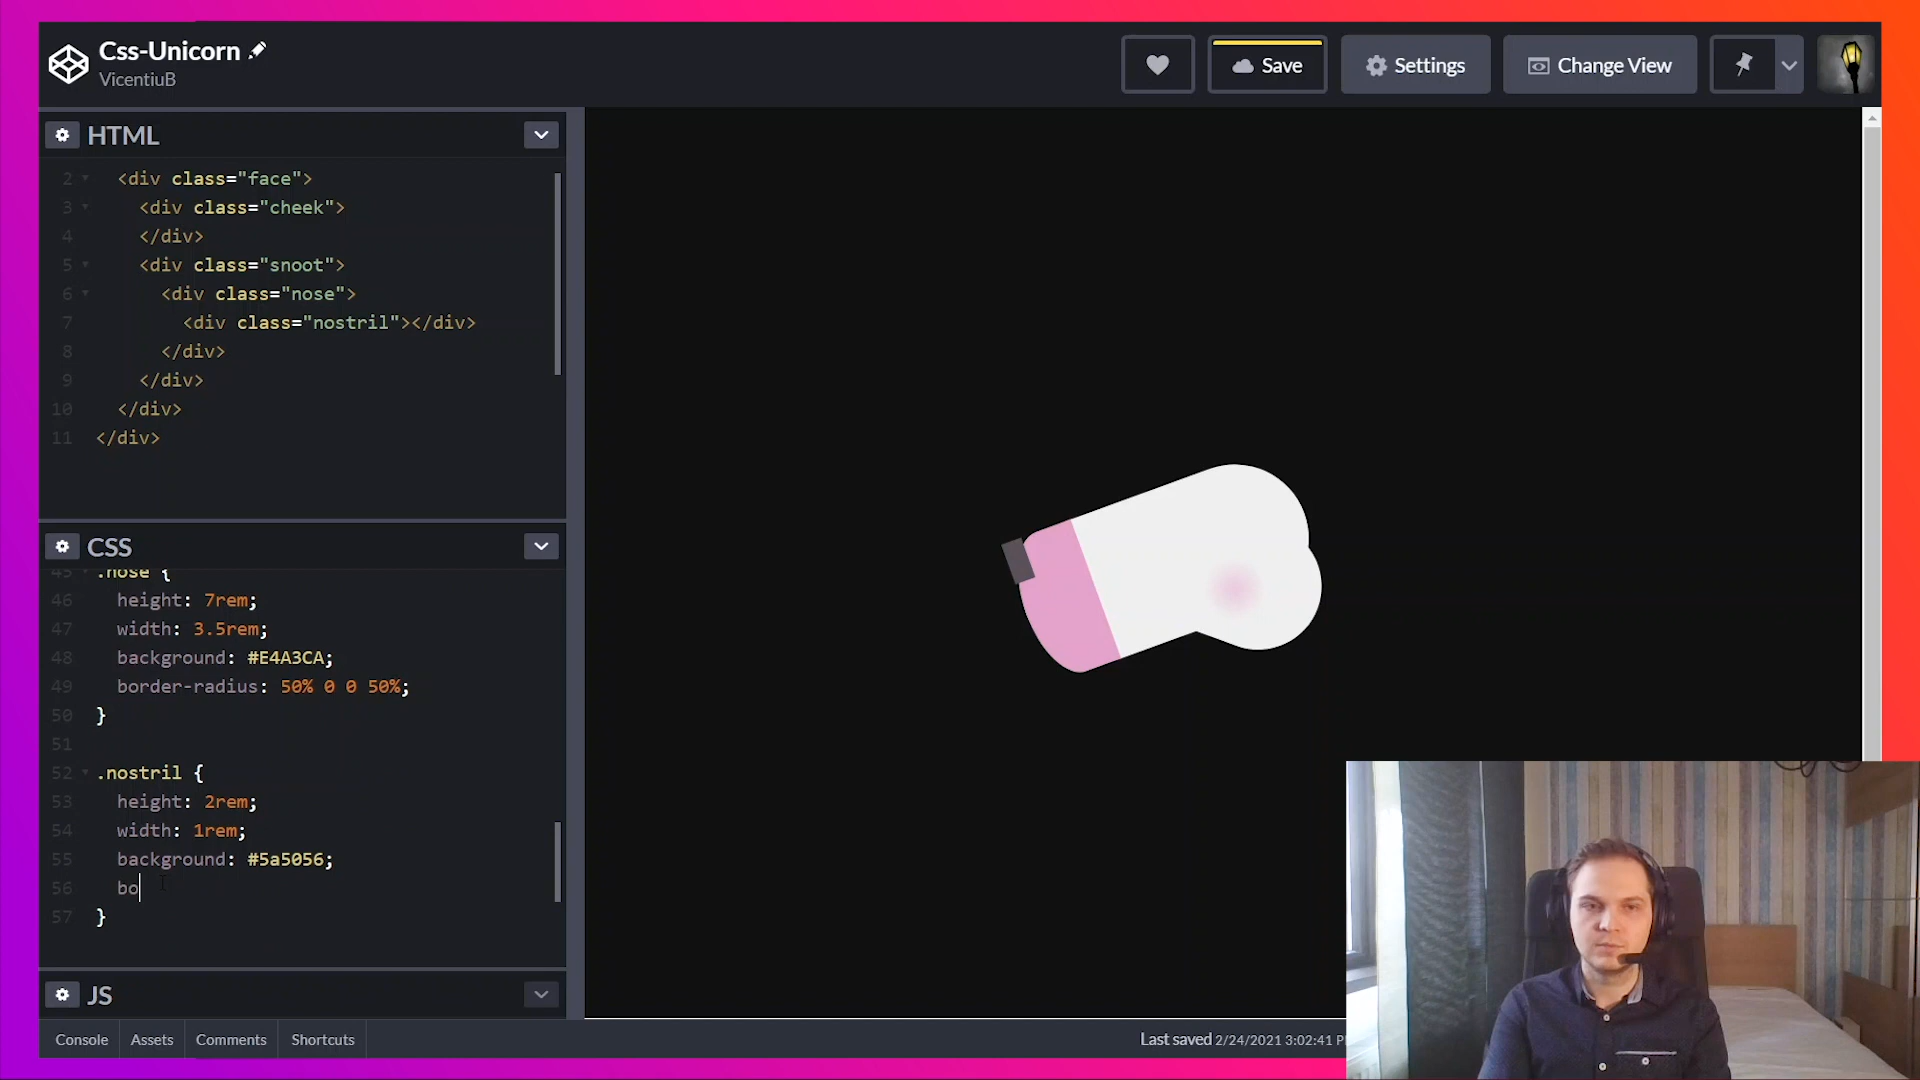 Css-Unicorn
VicentiuB
Save
Settings
Change View
HTML
2 <div class="face">
3 <div class="cheek">
4 </div>
5 <div class="snoot">
6 <div class="nose">
7 <div class="nostril"></div>
8 </div>
9 </div>
10 </div>
11 </div>
CSS
45 .nose {
46 height: 7rem;
47 width: 3.5rem;
48 background: #E4A3CA;
49 border-radius: 50% 0 0 50%;
50 }
51
52 .nostril {
53 height: 2rem;
54 width: 1rem;
55 background: #5a5056;
56 bo
57 }
JS
Console Assets Comments Shortcuts
Last saved 2/24/2021 3:02:41 P